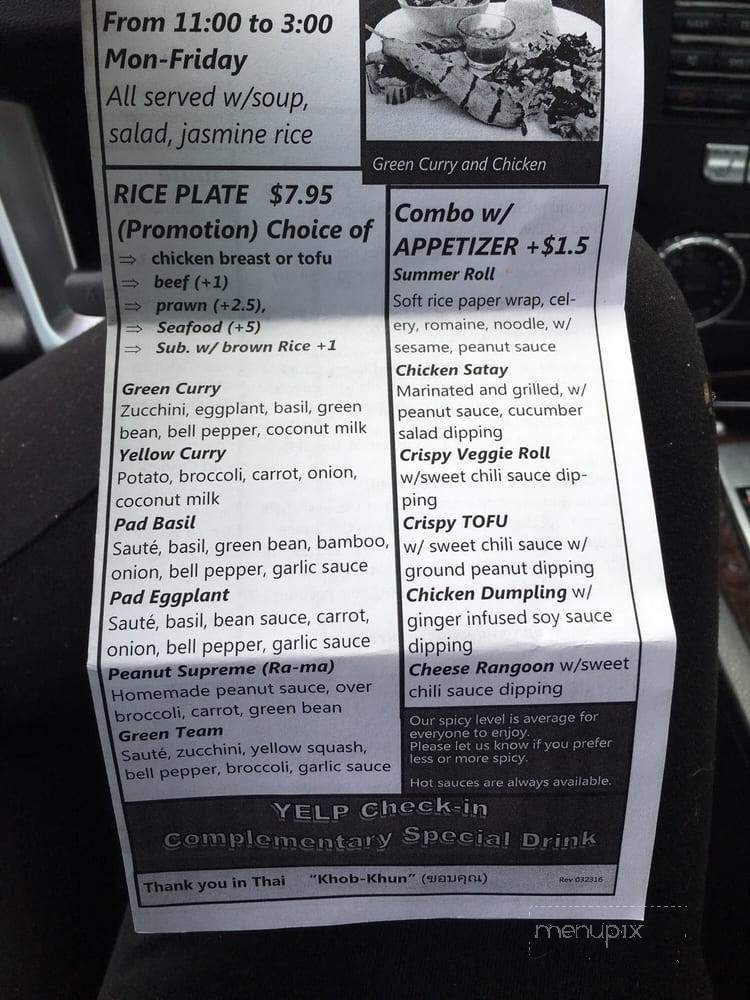 From 11:00 to 3:00
Mon-Friday
All served w/soup,
salad, jasmine rice
Green Curry and Chicken
RICE PLATE $7.95
(Promotion) Choice of
⇒ chicken breast or tofu
⇒ beef (+1)
⇒ prawn (+2.5),
⇒ Seafood (+5)
⇒ Sub. w/ brown Rice +1
Green Curry
Zucchini, eggplant, basil, green
bean, bell pepper, coconut milk
Yellow Curry
Potato, broccoli, carrot, onion,
coconut milk
Pad Basil
Sauté, basil, green bean, bamboo,
onion, bell pepper, garlic sauce
Pad Eggplant
Sauté, basil, bean sauce, carrot,
onion, bell pepper, garlic sauce
Peanut Supreme (Ra-ma)
Homemade peanut sauce, over
broccoli, carrot, green bean
Green Team
Sauté, zucchini, yellow squash,
bell pepper, broccoli, garlic sauce
Combo w/
APPETIZER +$1.5
Summer Roll
Soft rice paper wrap, cel-
ery, romaine, noodle, w/
sesame, peanut sauce
Chicken Satay
Marinated and grilled, w/
peanut sauce, cucumber
salad dipping
Crispy Veggie Roll
w/sweet chili sauce dip-
ping
Crispy TOFU
w/ sweet chili sauce w/
ground peanut dipping
Chicken Dumpling w/
ginger infused soy sauce
dipping
Cheese Rangoon w/sweet
chili sauce dipping
Our spicy level is average for
everyone to enjoy.
Please let us know if you prefer
less or more spicy.
Hot sauces are always available.
YELP Check-in
Complementary Special Drink
Thank you in Thai "Khob-Khun" (ขอบคุณ) Rev 032316
menupix